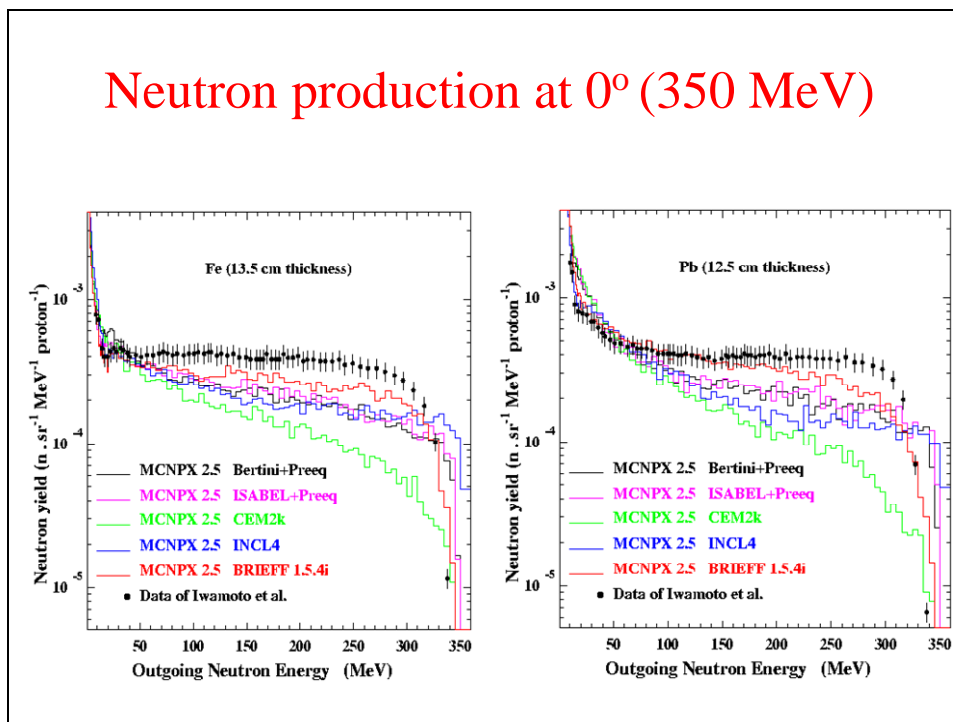 Neutron production at 0º (350 MeV)
Fe (13.5 cm thickness)
Neutron yield (n .sr⁻¹ MeV⁻¹ proton⁻¹)
10⁻³
10⁻⁴
10⁻⁵
MCNPX 2.5 Bertini+Preeq
MCNPX 2.5 ISABEL+Preeq
MCNPX 2.5 CEM2k
MCNPX 2.5 INCL4
MCNPX 2.5 BRIEFF 1.5.4i
Data of Iwamoto et al.
50 100 150 200 250 300 350
Outgoing Neutron Energy (MeV)
Pb (12.5 cm thickness)
Neutron yield (n .sr⁻¹ MeV⁻¹ proton⁻¹)
10⁻³
10⁻⁴
10⁻⁵
MCNPX 2.5 Bertini+Preeq
MCNPX 2.5 ISABEL+Preeq
MCNPX 2.5 CEM2k
MCNPX 2.5 INCL4
MCNPX 2.5 BRIEFF 1.5.4i
Data of Iwamoto et al.
50 100 150 200 250 300 350
Outgoing Neutron Energy (MeV)